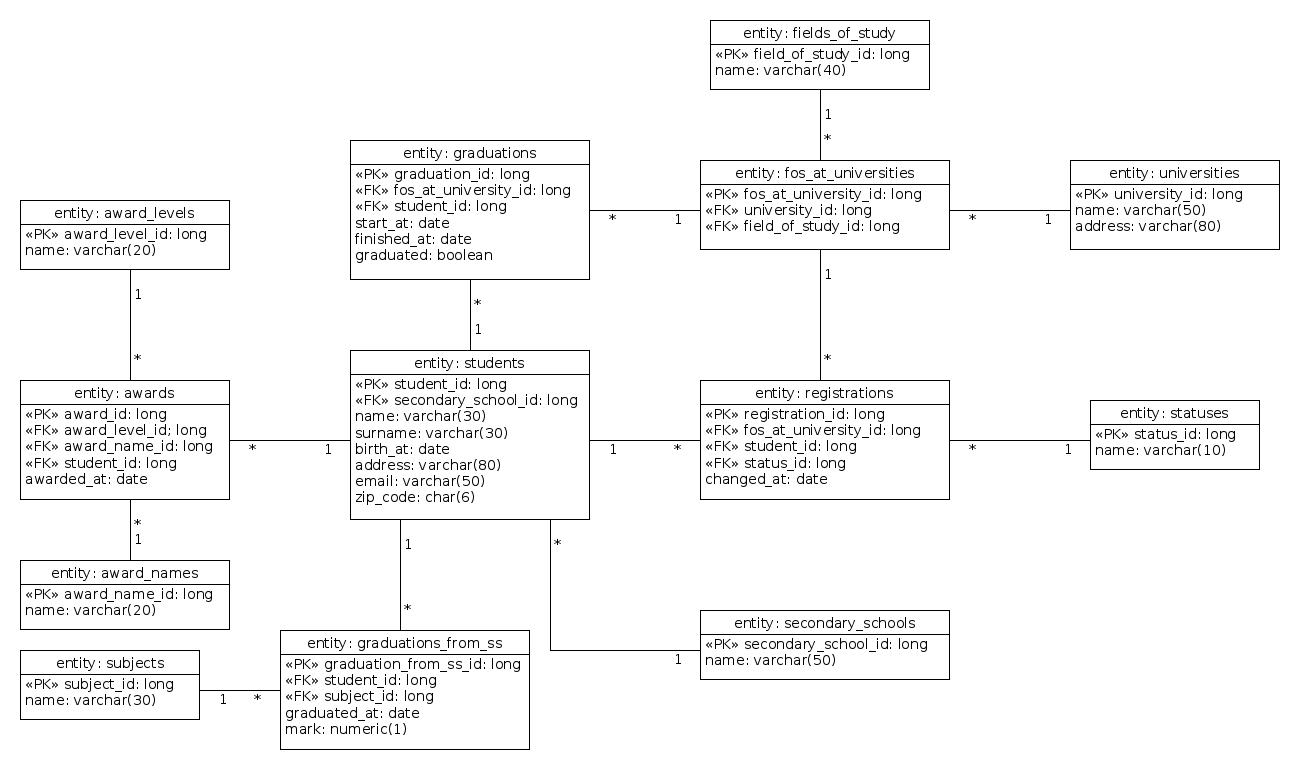 entity: fields_of_study
«PK» field_of_study_id: long
name: varchar(40)
1
*
entity: graduations
«PK» graduation_id: long
«FK» fos_at_university_id: long
«FK» student_id: long
start_at: date
finished_at: date
graduated: boolean
* 1
entity: fos_at_universities
«PK» fos_at_university_id: long
«FK» university_id: long
«FK» field_of_study_id: long
* 1
entity: universities
«PK» university_id: long
name: varchar(50)
address: varchar(80)
entity: award_levels
«PK» award_level_id: long
name: varchar(20)
1
*
*
1
1
*
entity: awards
«PK» award_id: long
«FK» award_level_id; long
«FK» award_name_id: long
«FK» student_id: long
awarded_at: date
* 1
entity: students
«PK» student_id: long
«FK» secondary_school_id: long
name: varchar(30)
surname: varchar(30)
birth_at: date
address: varchar(80)
email: varchar(50)
zip_code: char(6)
1 *
entity: registrations
«PK» registration_id: long
«FK» fos_at_university_id: long
«FK» student_id: long
«FK» status_id: long
changed_at: date
* 1
entity: statuses
«PK» status_id: long
name: varchar(10)
*
1
entity: award_names
«PK» award_name_id: long
name: varchar(20)
1
*
*
1
entity: subjects
«PK» subject_id: long
name: varchar(30)
1 *
entity: graduations_from_ss
«PK» graduation_from_ss_id: long
«FK» student_id: long
«FK» subject_id: long
graduated_at: date
mark: numeric(1)
entity: secondary_schools
«PK» secondary_school_id: long
name: varchar(50)